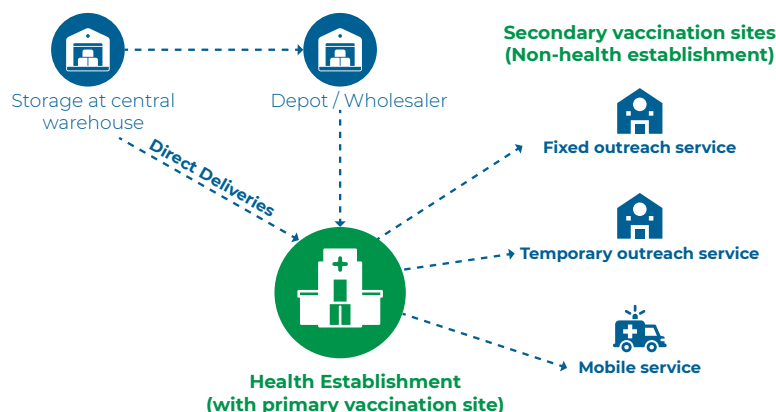 Secondary vaccination sites
(Non-health establishment)
Storage at central
warehouse
Depot / Wholesaler
Direct Deliveries
Fixed outreach service
Temporary outreach service
Mobile service
Health Establishment
(with primary vaccination site)